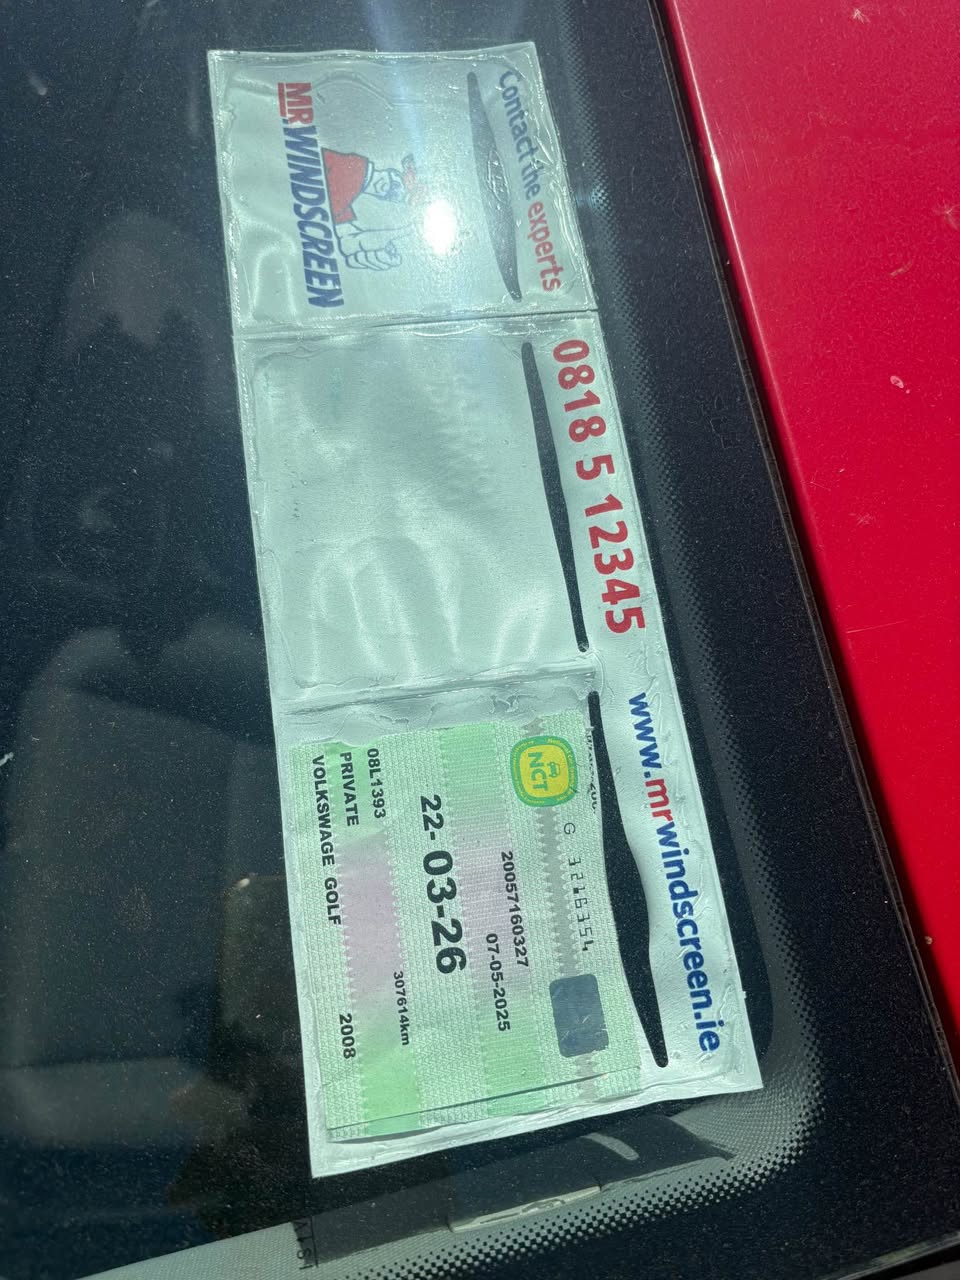 Contact the experts
MR.WINDSCREEN
0818 5 12345
www.mrwindscreen.ie
NCT
G 3216354
20057160327
07-05-2025
22-03-26
307614km
08L1393
PRIVATE
VOLKSWAGE GOLF
2008